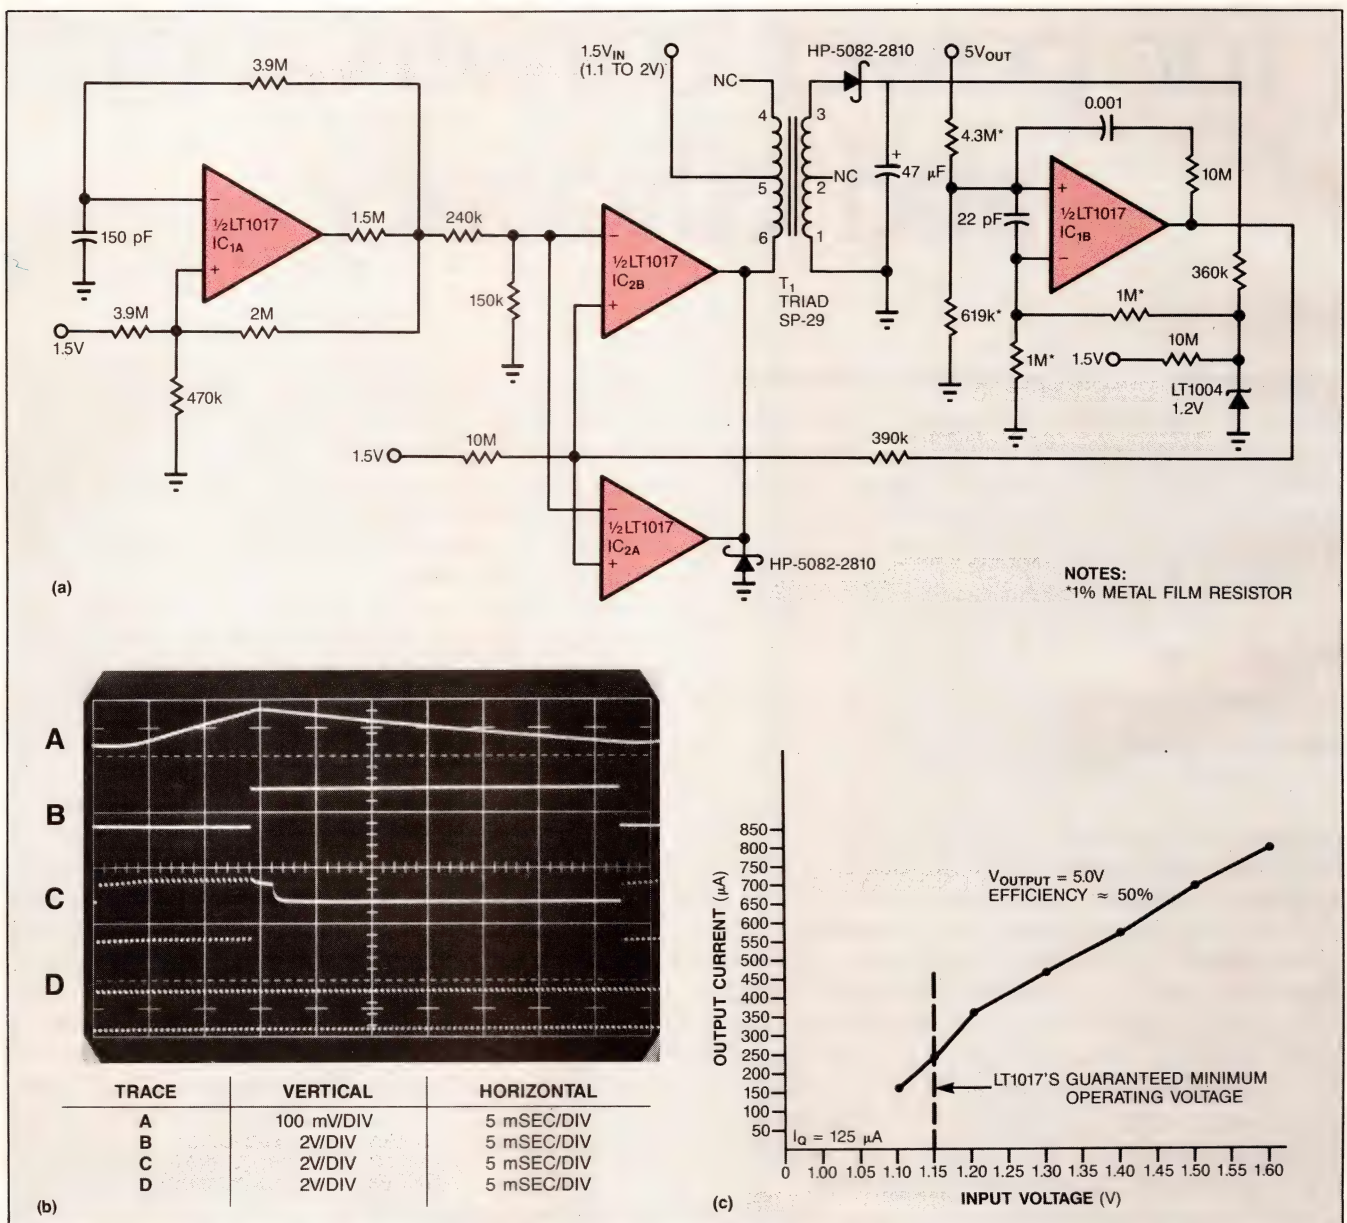 3.9M
150 pF
−
½LT1017
IC1A
+
1.5M
240k
3.9M
1.5V
2M
470k
150k
1.5VIN
(1.1 TO 2V)
NC
4
5
6
3
2
1
NC
T1
TRIAD
SP-29
HP-5082-2810
+
47 µF
5VOUT
4.3M*
619k*
0.001
10M
22 pF
+
½LT1017
IC1B
−
360k
1M*
1M*
10M
1.5V
LT1004
1.2V
−
½LT1017
IC2B
+
1.5V
10M
390k
−
½LT1017
IC2A
+
HP-5082-2810
(a)
NOTES:
*1% METAL FILM RESISTOR
A
B
C
D
TRACE VERTICAL HORIZONTAL
A 100 mV/DIV 5 mSEC/DIV
B 2V/DIV 5 mSEC/DIV
C 2V/DIV 5 mSEC/DIV
D 2V/DIV 5 mSEC/DIV
(b)
OUTPUT CURRENT (µA)
850
800
750
700
650
600
550
500
450
400
350
300
250
200
150
100
50
VOUTPUT = 5.0V
EFFICIENCY ≈ 50%
LT1017'S GUARANTEED MINIMUM
OPERATING VOLTAGE
IQ = 125 µA
0 1.00 1.05 1.10 1.15 1.20 1.30 1.35 1.40 1.45 1.50 1.55 1.60
INPUT VOLTAGE (V)
(c)